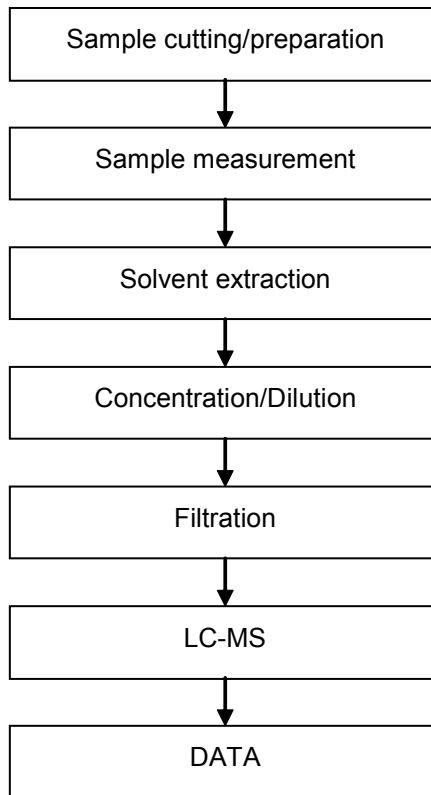 Sample cutting/preparation
Sample measurement
Solvent extraction
Concentration/Dilution
Filtration
LC-MS
DATA